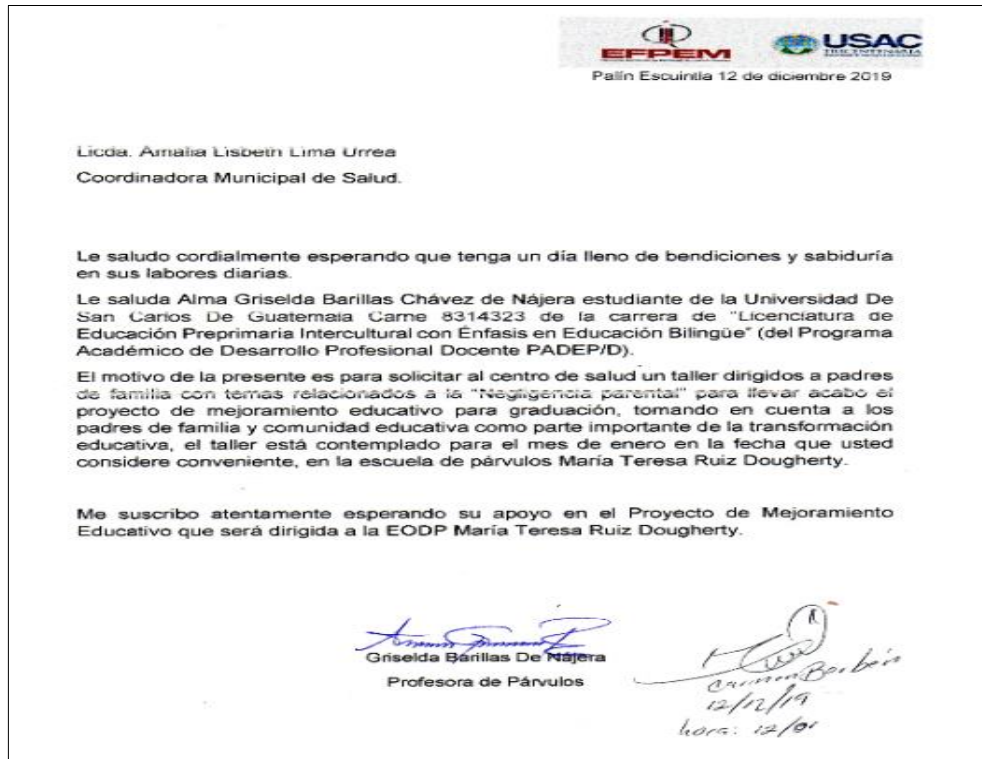 EFPEM
USAC
TRICENTENARIA
Palín Escuintla 12 de diciembre 2019
Licda. Amalia Lisbeth Lima Urrea
Coordinadora Municipal de Salud.
Le saludo cordialmente esperando que tenga un día lleno de bendiciones y sabiduría
en sus labores diarias.
Le saluda Alma Griselda Barillas Chávez de Nájera estudiante de la Universidad De
San Carlos De Guatemala Carne 8314323 de la carrera de "Licenciatura de
Educación Preprimaria Intercultural con Énfasis en Educación Bilingüe" (del Programa
Académico de Desarrollo Profesional Docente PADEP/D).
El motivo de la presente es para solicitar al centro de salud un taller dirigidos a padres
de familia con temas relacionados a la "Negligencia parental" para llevar acabo el
proyecto de mejoramiento educativo para graduación, tomando en cuenta a los
padres de familia y comunidad educativa como parte importante de la transformación
educativa, el taller está contemplado para el mes de enero en la fecha que usted
considere conveniente, en la escuela de párvulos María Teresa Ruiz Dougherty.
Me suscribo atentamente esperando su apoyo en el Proyecto de Mejoramiento
Educativo que será dirigida a la EODP María Teresa Ruiz Dougherty.
Griselda Barillas De Nájera
Profesora de Párvulos
12/12/19
hora: 12/01